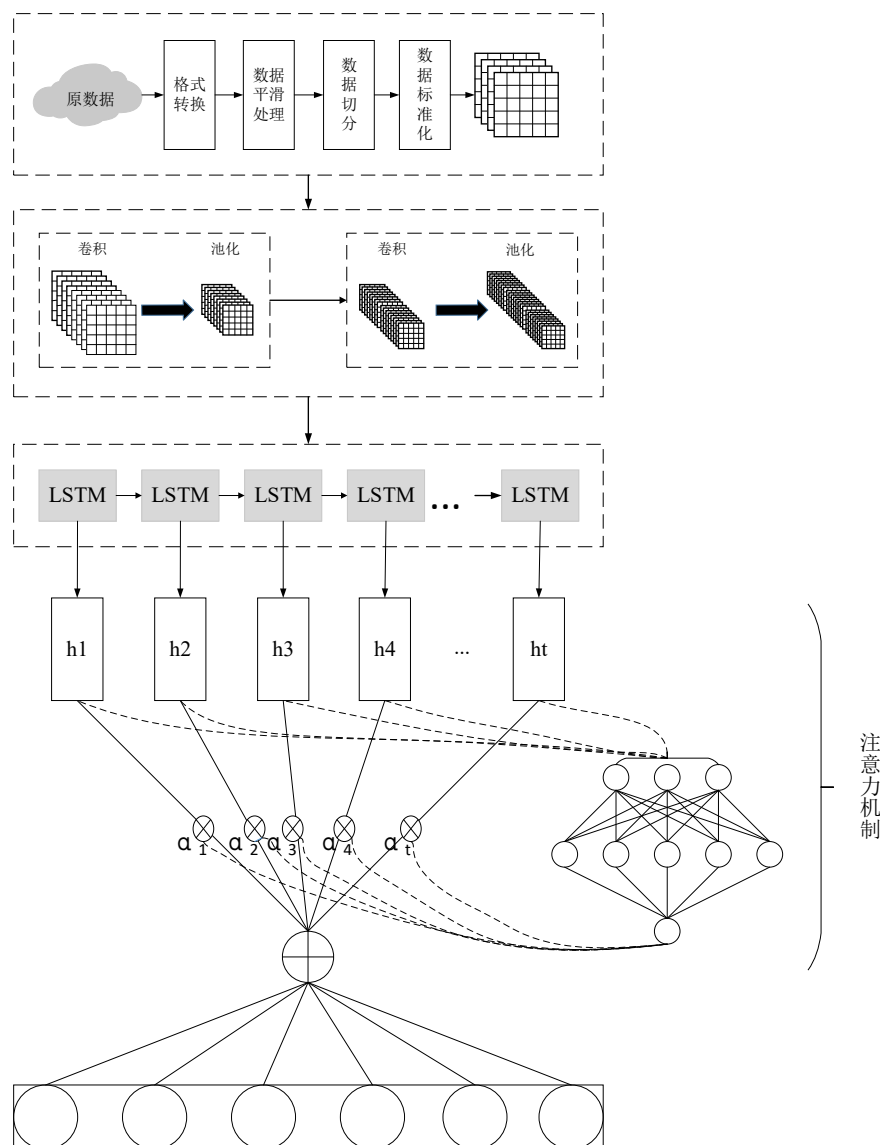 原数据
格式
转换
数据
平滑
处理
数
据
切
分
数
据
标
准
化
卷积
池化
卷积
池化
LSTM
LSTM
LSTM
LSTM
...
LSTM
h1
h2
h3
h4
...
ht
注
意
力
机
制
α1
α2
α3
α4
αt